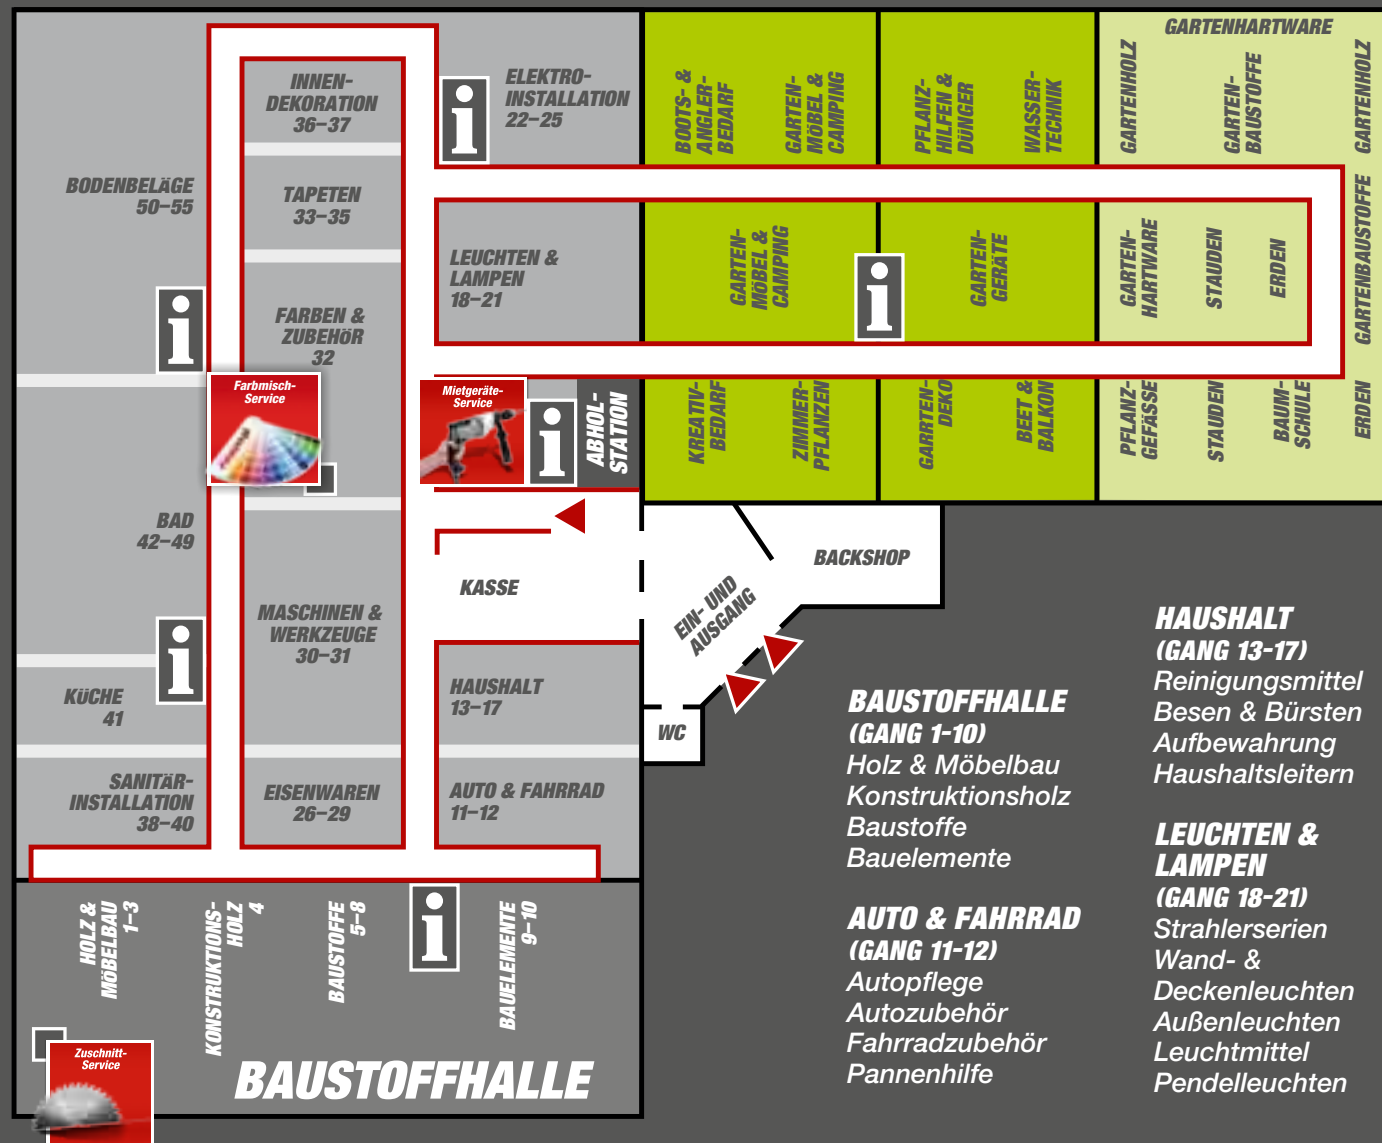 INNEN-
DEKORATION
36–37
ELEKTRO-
INSTALLATION
22–25
BODENBELÄGE
50–55
TAPETEN
33–35
LEUCHTEN &
LAMPEN
18–21
FARBEN &
ZUBEHÖR
32
Farbmisch-
Service
Mietgeräte-
Service
ABHOL-
STATION
BAD
42–49
KASSE
MASCHINEN &
WERKZEUGE
30–31
KÜCHE
41
HAUSHALT
13–17
SANITÄR-
INSTALLATION
38–40
EISENWAREN
26–29
AUTO & FAHRRAD
11–12
HOLZ &
MÖBELBAU
1–3
KONSTRUKTIONS-
HOLZ
4
BAUSTOFFE
5–8
BAUELEMENTE
9–10
Zuschnitt-
Service
BAUSTOFFHALLE
BOOTS- &
ANGLER-
BEDARF
GARTEN-
MÖBEL &
CAMPING
PFLANZ-
HILFEN &
DÜNGER
WASSER-
TECHNIK
GARTENHARTWARE
GARTENHOLZ
GARTEN-
BAUSTOFFE
GARTENHOLZ
GARTEN-
MÖBEL &
CAMPING
GARTEN-
GERÄTE
GARTEN-
HARTWARE
STAUDEN
ERDEN
GARTENBAUSTOFFE
KREATIV-
BEDARF
ZIMMER-
PFLANZEN
GARRTEN-
DEKO
BEET &
BALKON
PFLANZ-
GEFÄSSE
STAUDEN
BAUM-
SCHULE
ERDEN
BACKSHOP
EIN- UND
AUSGANG
WC
BAUSTOFFHALLE
(GANG 1-10)
Holz & Möbelbau
Konstruktionsholz
Baustoffe
Bauelemente
AUTO & FAHRRAD
(GANG 11-12)
Autopflege
Autozubehör
Fahrradzubehör
Pannenhilfe
HAUSHALT
(GANG 13-17)
Reinigungsmittel
Besen & Bürsten
Aufbewahrung
Haushaltsleitern
LEUCHTEN &
LAMPEN
(GANG 18-21)
Strahlerserien
Wand- &
Deckenleuchten
Außenleuchten
Leuchtmittel
Pendelleuchten